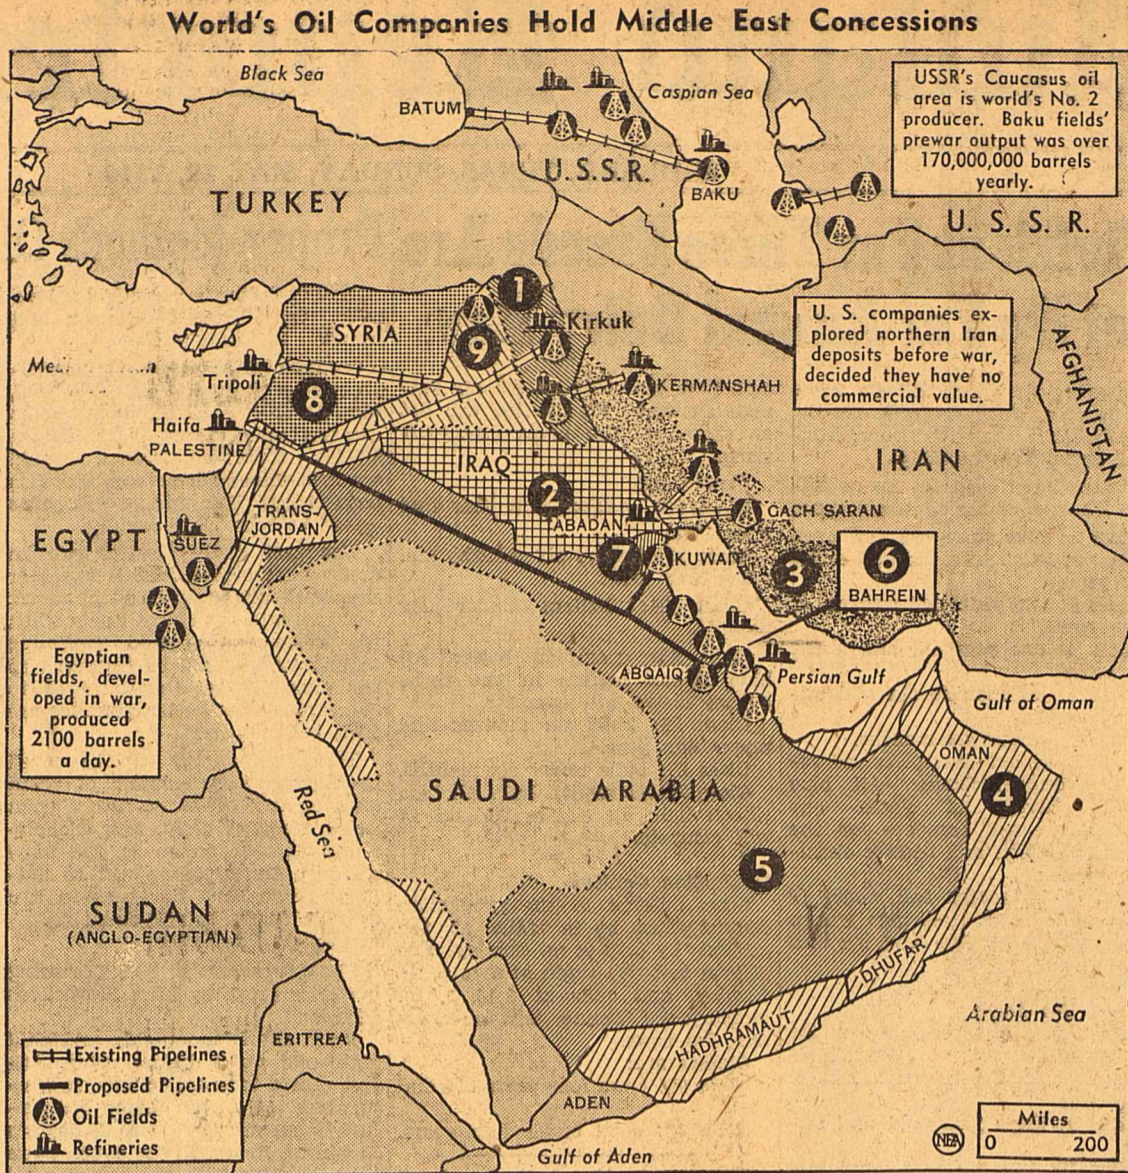 World's Oil Companies Hold Middle East Concessions
Black Sea
BATUM
Caspian Sea
USSR's Caucasus oil
area is world's No. 2
producer. Baku fields'
prewar output was over
170,000,000 barrels
yearly.
U.S.S.R.
BAKU
TURKEY
U. S. S. R.
1
U. S. companies ex-
plored northern Iran
deposits before war,
decided they have no
commercial value.
SYRIA
Kirkuk
9
Tripoli
KERMANSHAH
AFGHANISTAN
8
Haifa
PALESTINE
IRAQ
IRAN
2
TRANS-
JORDAN
ABADAN
GACH SARAN
EGYPT
SUEZ
7
KUWAIT
3
6
BAHREIN
Egyptian
fields, devel-
oped in war,
produced
2100 barrels
a day.
ABQAIQ
Persian Gulf
Gulf of Oman
OMAN
SAUDI ARABIA
4
Red Sea
5
SUDAN
(ANGLO-EGYPTIAN)
DHUFAR
Arabian Sea
HADHRAMAUT
ERITREA
Existing Pipelines
Proposed Pipelines
Oil Fields
Refineries
ADEN
Gulf of Aden
NEA
Miles
0 200